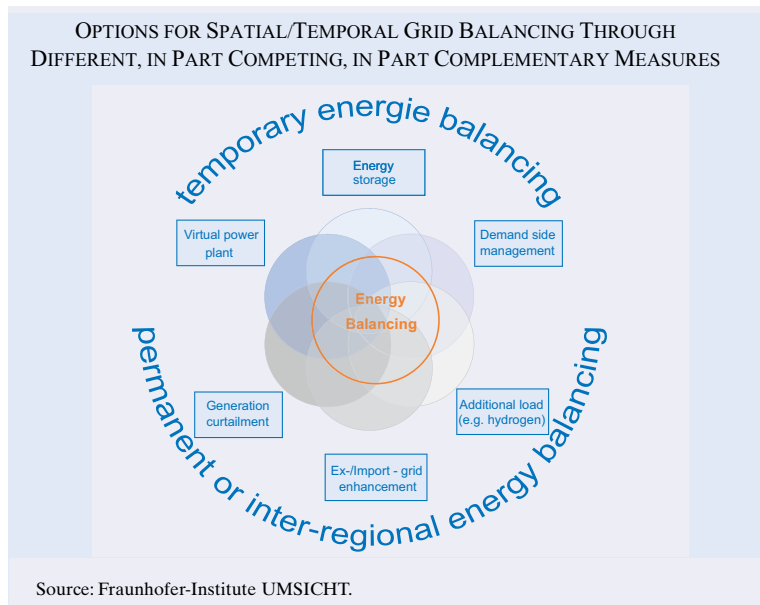 OPTIONS FOR SPATIAL/TEMPORAL GRID BALANCING THROUGH
DIFFERENT, IN PART COMPETING, IN PART COMPLEMENTARY MEASURES
temporary energie balancing
Energy
storage
Virtual power
plant
Demand side
management
Energy
Balancing
Generation
curtailment
Additional load
(e.g. hydrogen)
Ex-/Import - grid
enhancement
permanent or inter-regional energy balancing
Source: Fraunhofer-Institute UMSICHT.